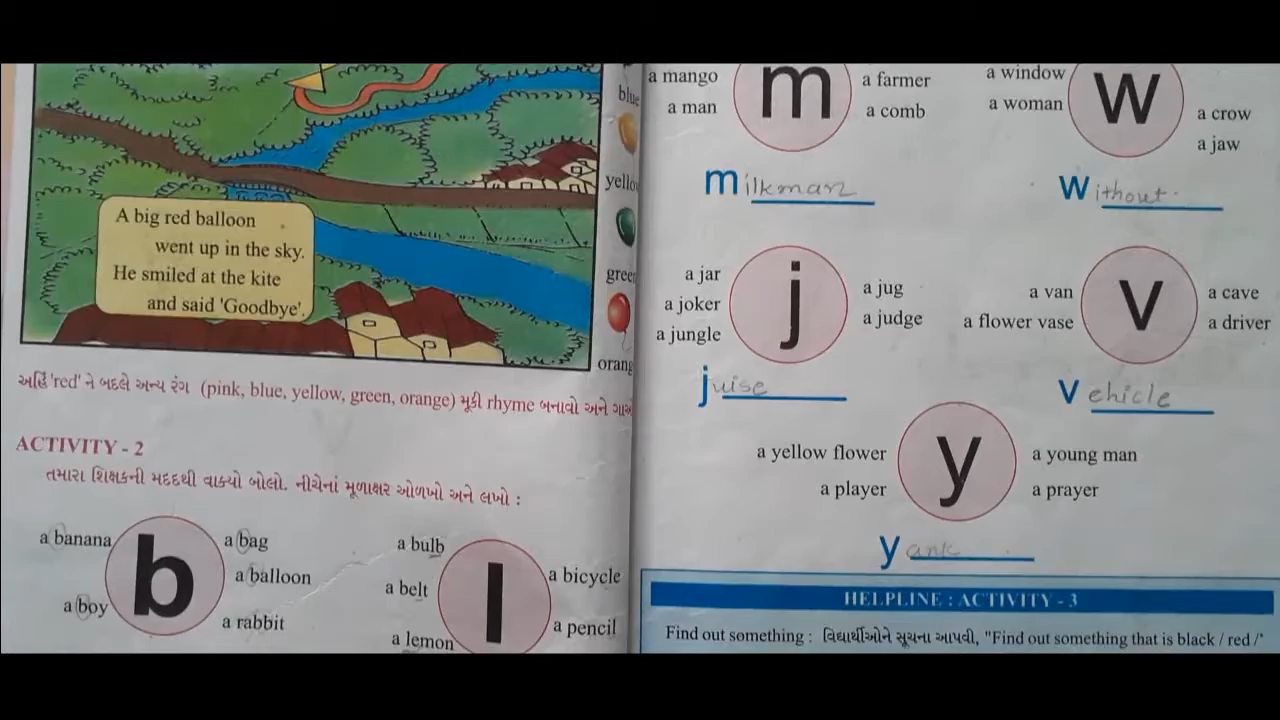 A big red balloon
went up in the sky.
He smiled at the kite
and said 'Goodbye'.
blue
yello
green
orang
અહિં 'red' ને બદલે અન્ય રંગ (pink, blue, yellow, green, orange) મૂકી rhyme બનાવો અને ગાઓ
ACTIVITY - 2
તમારા શિક્ષકની મદદથી વાક્યો બોલો. નીચેનાં મૂળાક્ષર ઓળખો અને લખો :
a banana
a boy
b
a bag
a balloon
a rabbit
a bulb
a belt
a lemon
l
a bicycle
a pencil
a mango
a man
m
a farmer
a comb
milkman
a window
a woman
w
a crow
a jaw
without
a jar
a joker
a jungle
j
a jug
a judge
juise
a van
a flower vase
v
a cave
a driver
vehicle
a yellow flower
a player
y
a young man
a prayer
yank
HELPLINE : ACTIVITY - 3
Find out something : વિદ્યાર્થીઓને સૂચના આપવી, "Find out something that is black / red /"